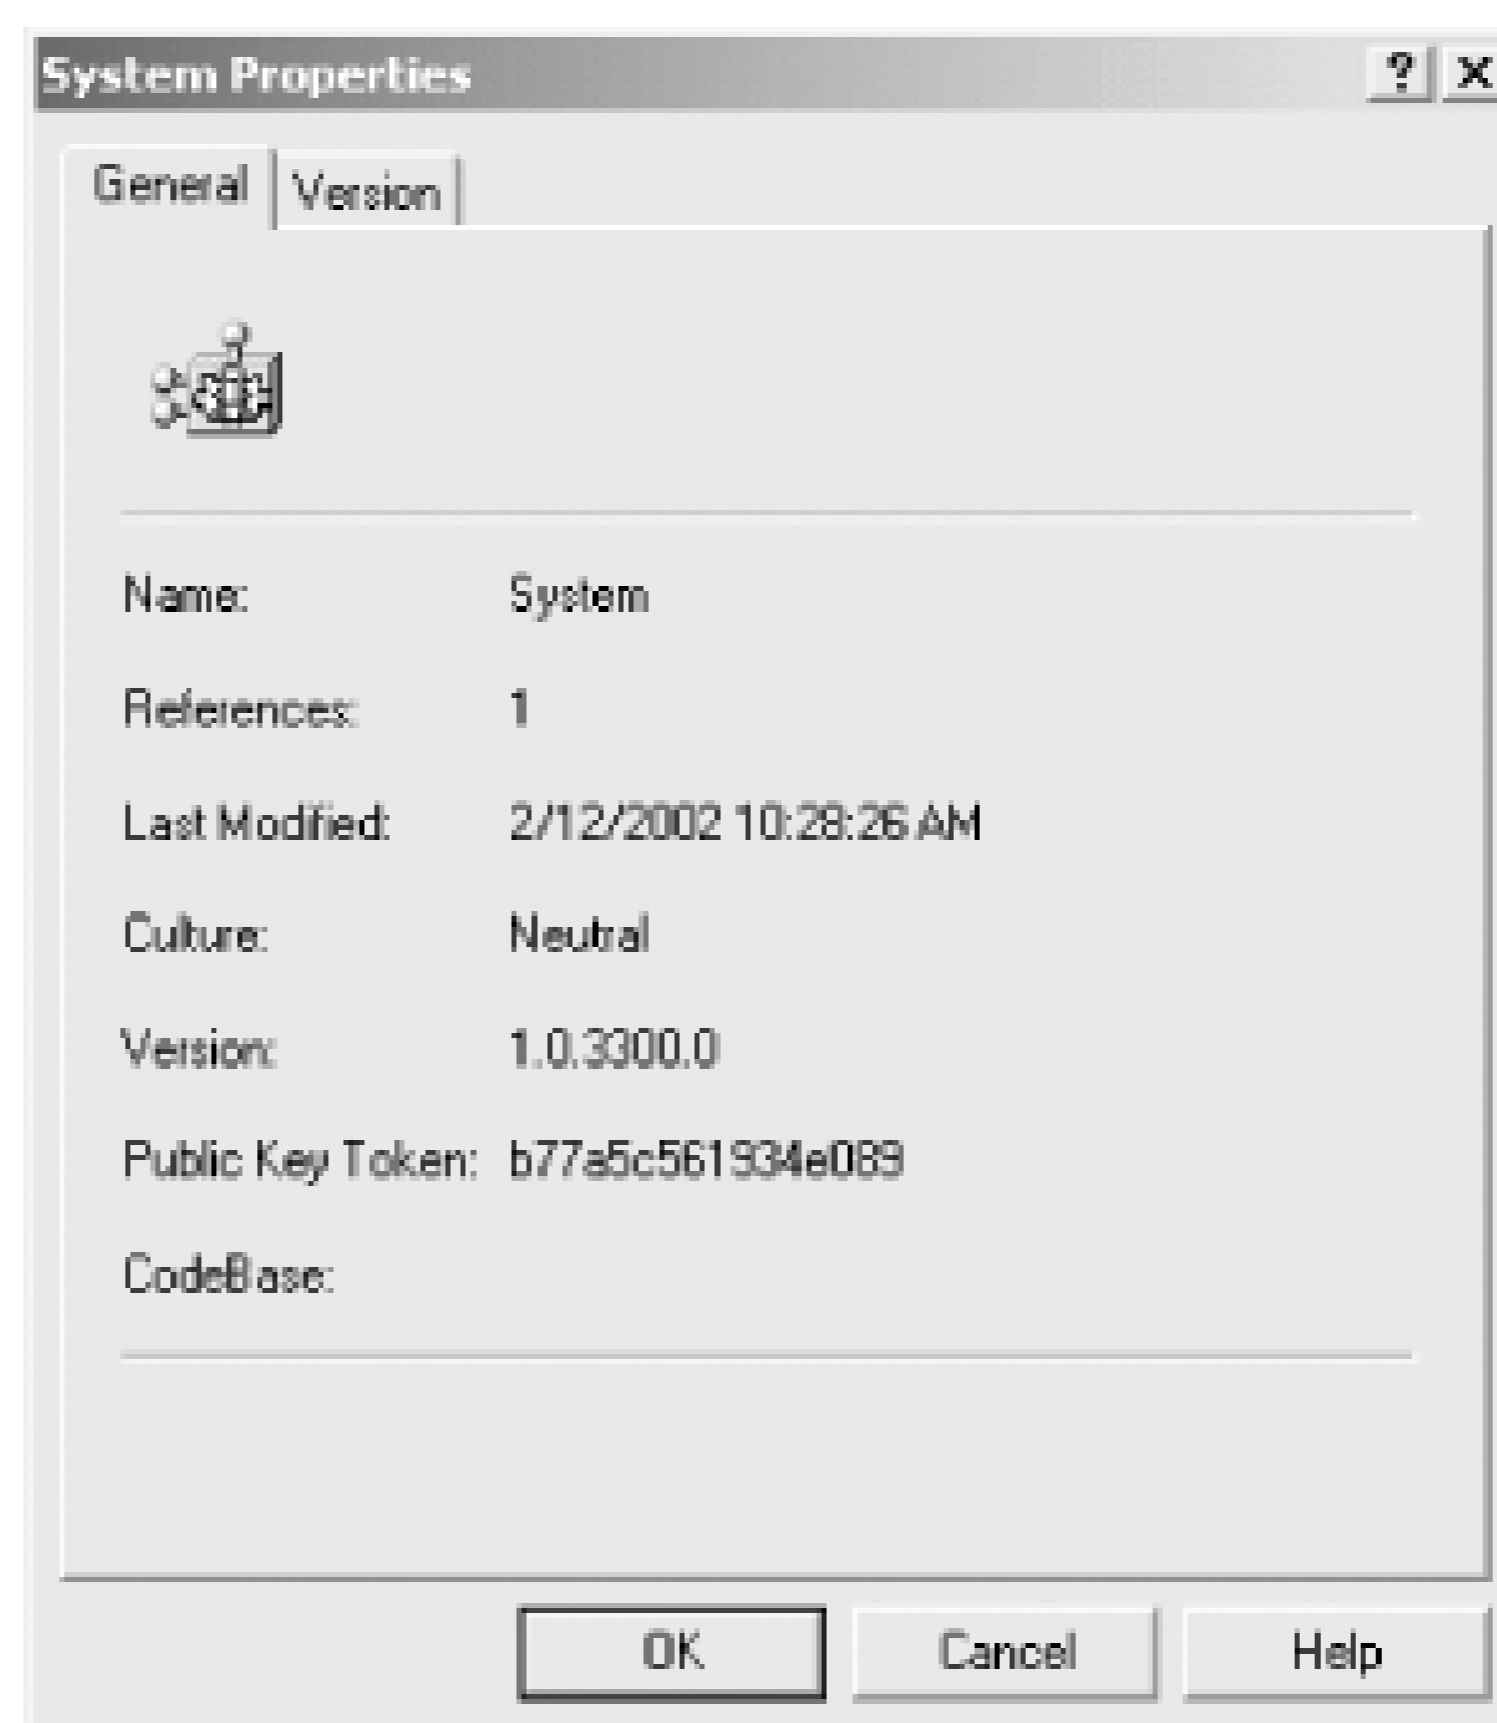 System Properties ? X
General Version
Name: System
References: 1
Last Modified: 2/12/2002 10:28:26 AM
Culture: Neutral
Version: 1.0.3300.0
Public Key Token: b77a5c561934e089
CodeBase:
OK Cancel Help